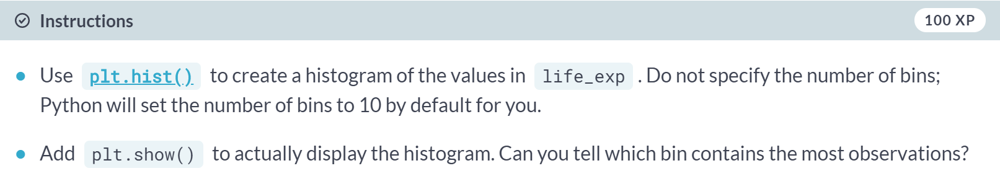 Instructions
100 XP
Use plt.hist() to create a histogram of the values in life_exp . Do not specify the number of bins;
Python will set the number of bins to 10 by default for you.
Add plt.show() to actually display the histogram. Can you tell which bin contains the most observations?